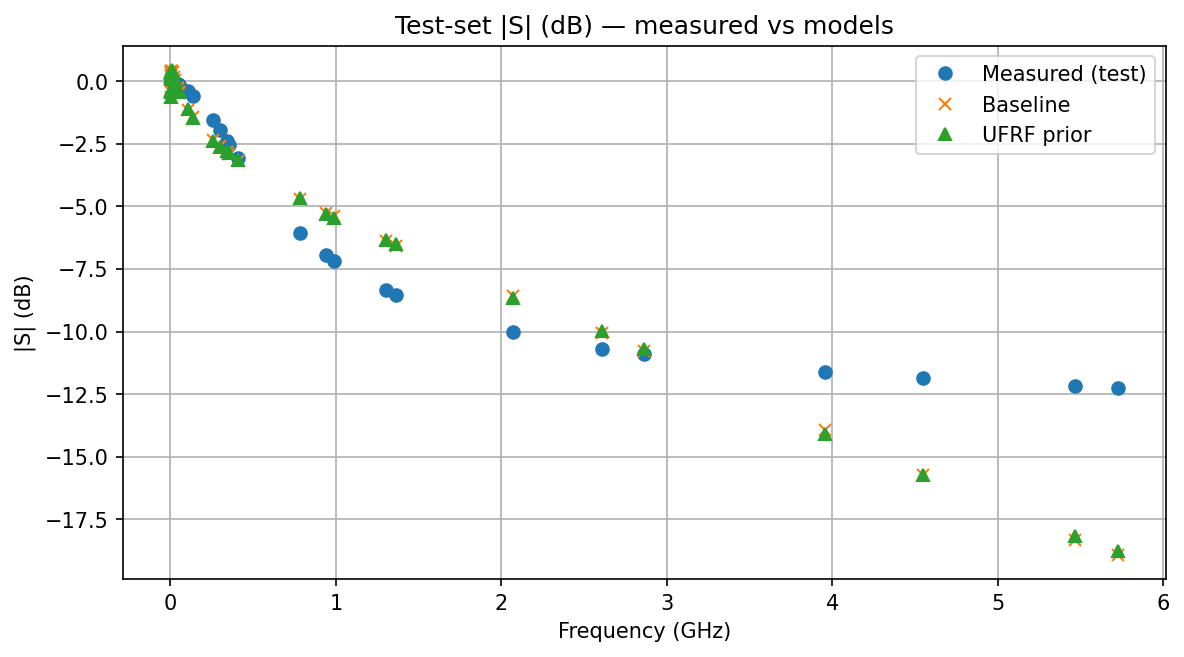 Test-set |S| (dB) — measured vs models
Measured (test)
Baseline
UFRF prior
0.0
−2.5
−5.0
−7.5
−10.0
−12.5
−15.0
−17.5
|S| (dB)
0 1 2 3 4 5 6
Frequency (GHz)